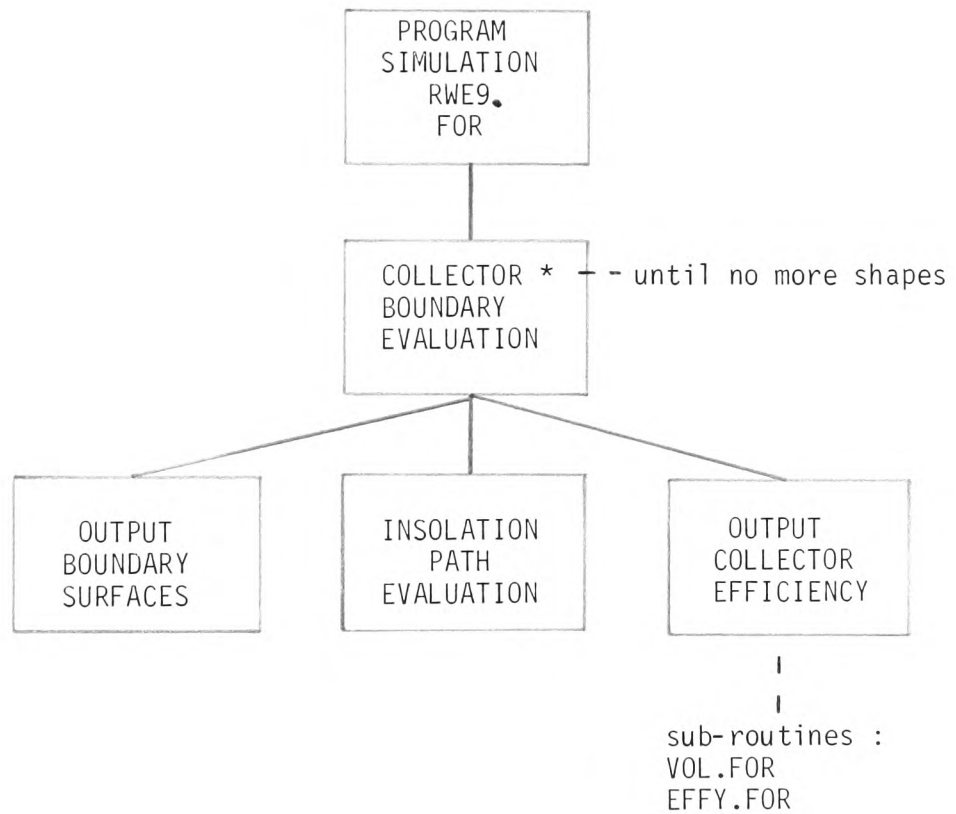 PROGRAM
SIMULATION
RWE9.
FOR
COLLECTOR * -- until no more shapes
BOUNDARY
EVALUATION
OUTPUT
BOUNDARY
SURFACES
INSOLATION
PATH
EVALUATION
OUTPUT
COLLECTOR
EFFICIENCY
sub-routines :
VOL.FOR
EFFY.FOR